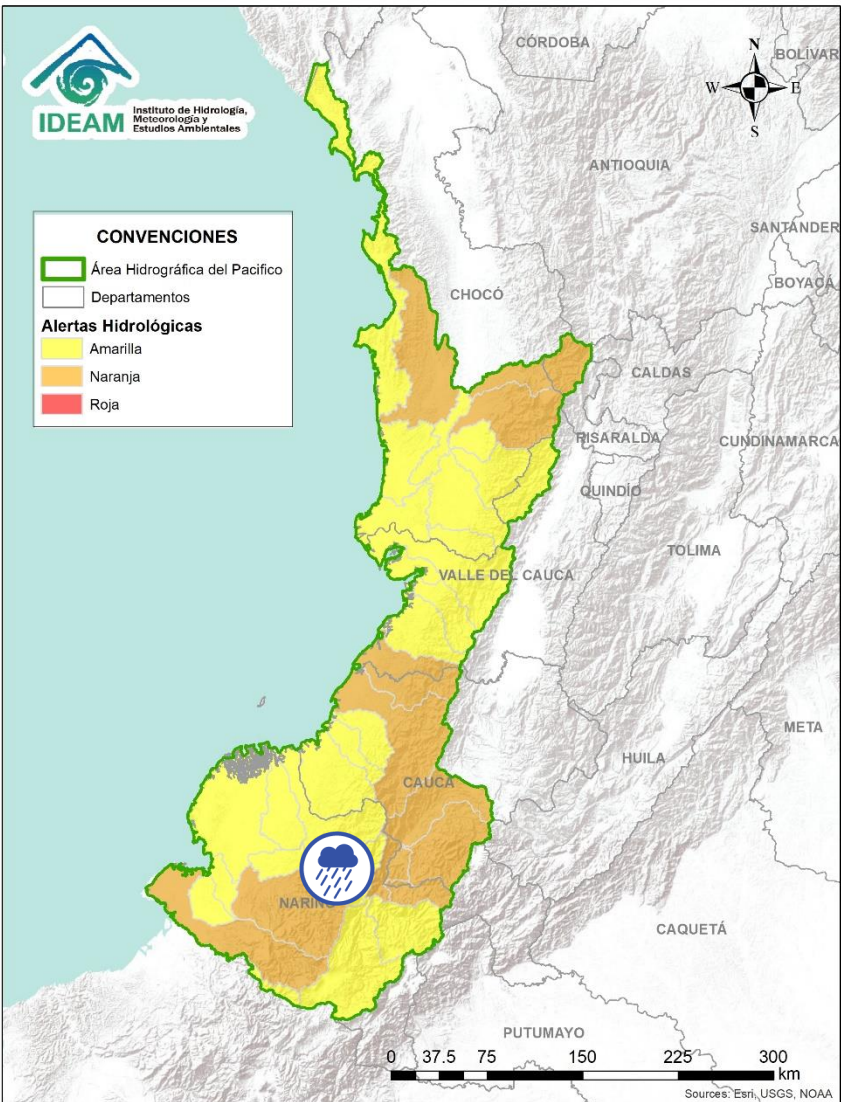 IDEAM
Instituto de Hidrología,
Meteorología y
Estudios Ambientales
N
W
E
S
CÓRDOBA
BOLÍVAR
ANTIOQUIA
SANTANDER
BOYACÁ
CHOCÓ
CALDAS
RISARALDA
CUNDINAMARCA
QUINDÍO
TOLIMA
VALLE DEL CAUCA
META
HUILA
CAUCA
NARIÑO
CAQUETÁ
PUTUMAYO
CONVENCIONES
Área Hidrográfica del Pacifico
Departamentos
Alertas Hidrológicas
Amarilla
Naranja
Roja
0 37.5 75 150 225 300
km
Sources: Esri, USGS, NOAA